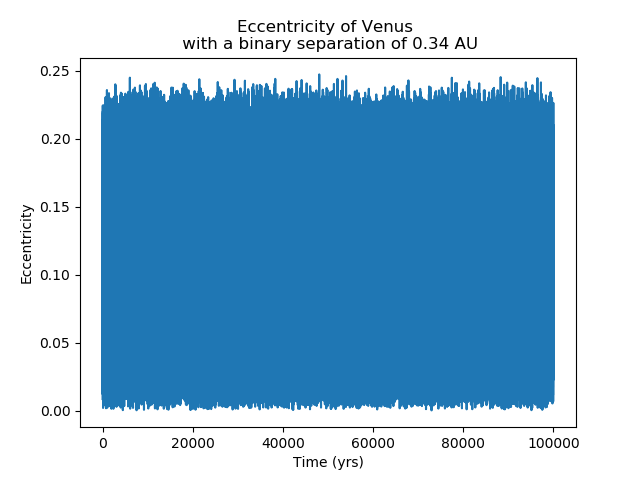 Eccentricity of Venus
with a binary separation of 0.34 AU
0.25
0.20
0.15
0.10
0.05
0.00
Eccentricity
0 20000 40000 60000 80000 100000
Time (yrs)